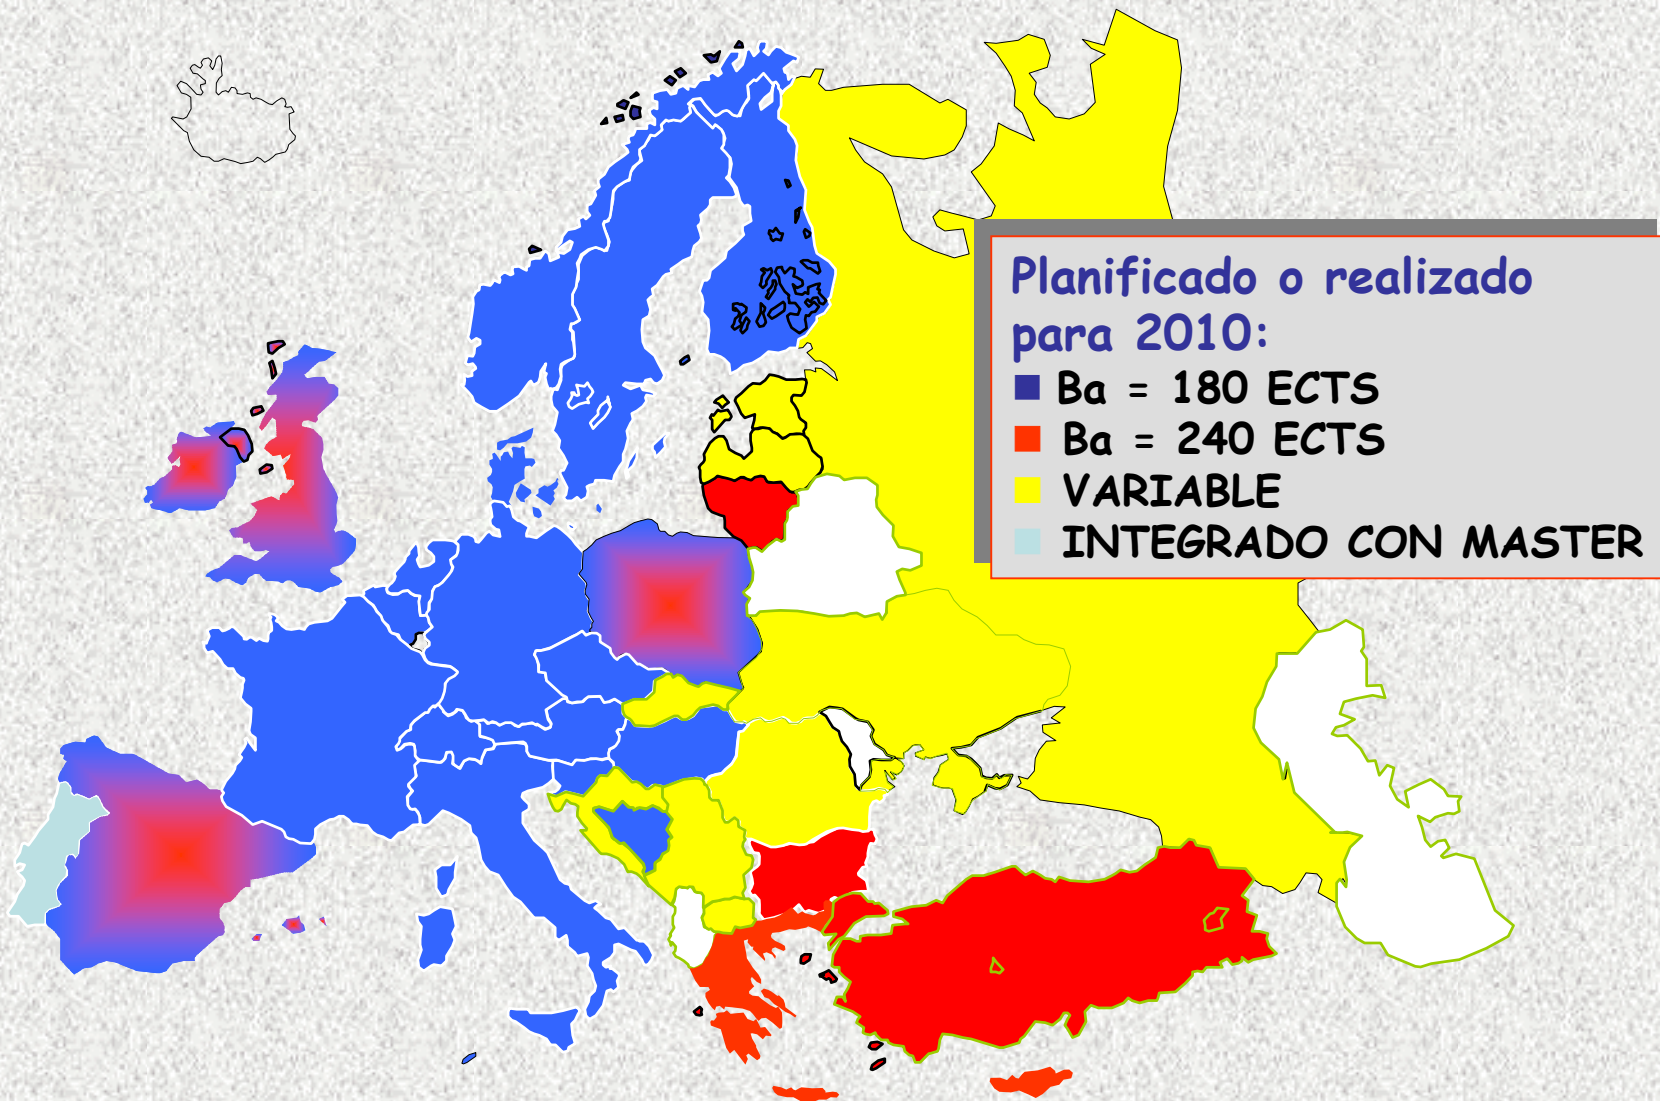 Planificado o realizado
para 2010:
Ba = 180 ECTS
Ba = 240 ECTS
VARIABLE
INTEGRADO CON MASTER